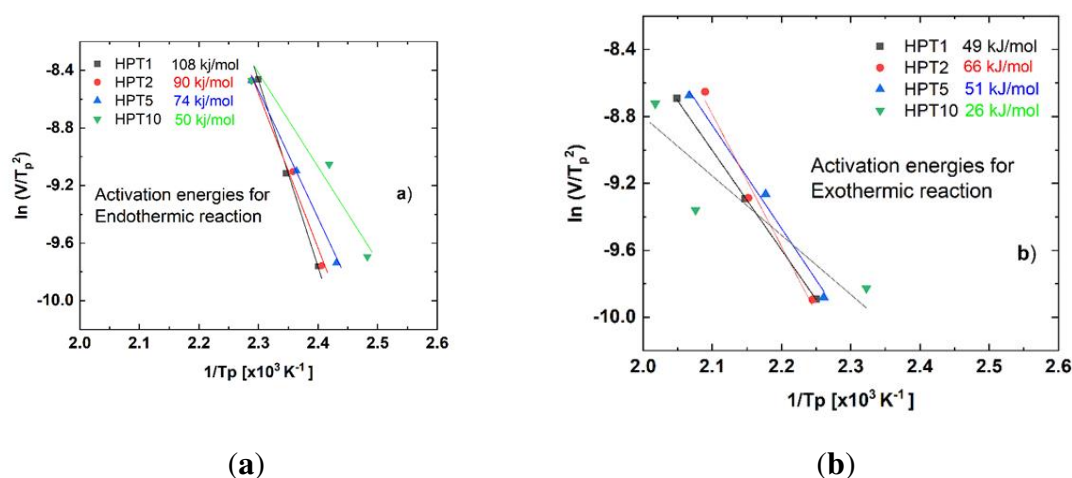 -8.4
-8.8
-9.2
-9.6
-10.0
ln (V/Tp²)
HPT1 108 kj/mol
HPT2 90 kj/mol
HPT5 74 kj/mol
HPT10 50 kj/mol
Activation energies for
Endothermic reaction
a)
2.0 2.1 2.2 2.3 2.4 2.5 2.6
1/Tp [x10³ K⁻¹]
(a)
b)
-8.4
-8.8
-9.2
-9.6
-10.0
ln (V/Tp²)
HPT1 49 kJ/mol
HPT2 66 kJ/mol
HPT5 51 kJ/mol
HPT10 26 kJ/mol
Activation energies for
Exothermic reaction
b)
2.0 2.1 2.2 2.3 2.4 2.5 2.6
1/Tp [x10³ K⁻¹]
(b)